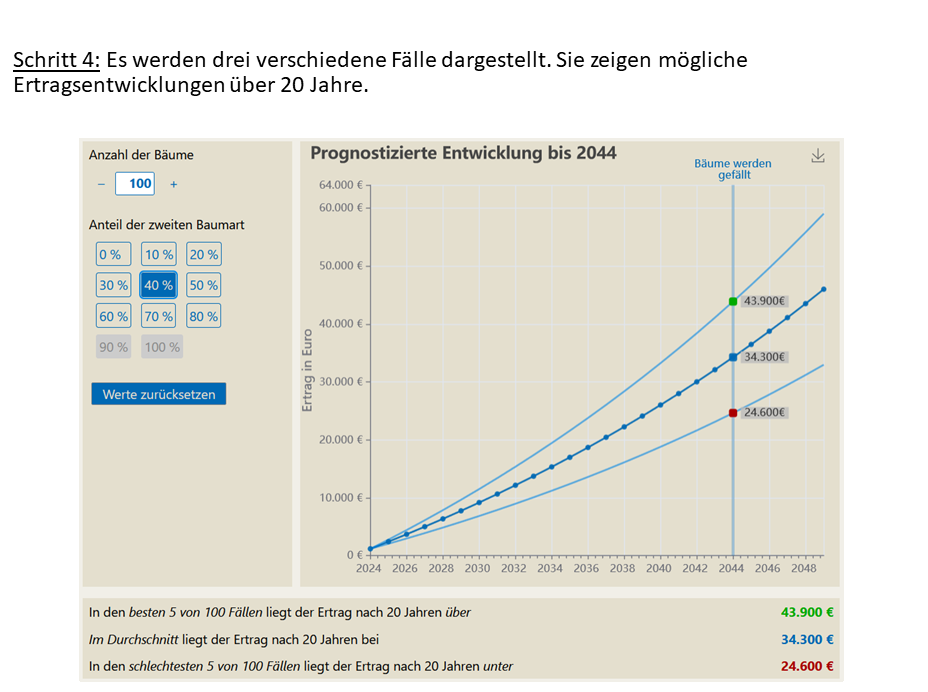 Schritt 4: Es werden drei verschiedene Fälle dargestellt. Sie zeigen mögliche
Ertragsentwicklungen über 20 Jahre.
Anzahl der Bäume
– 100 +
Anteil der zweiten Baumart
0 % 10 % 20 %
30 % 40 % 50 %
60 % 70 % 80 %
90 % 100 %
Werte zurücksetzen
Prognostizierte Entwicklung bis 2044
Bäume werden
gefällt
64.000 €
60.000 €
50.000 €
40.000 €
30.000 €
20.000 €
10.000 €
0 €
Ertrag in Euro
43.900€
34.300€
24.600€
2024 2026 2028 2030 2032 2034 2036 2038 2040 2042 2044 2046 2048
In den besten 5 von 100 Fällen liegt der Ertrag nach 20 Jahren über 43.900 €
Im Durchschnitt liegt der Ertrag nach 20 Jahren bei 34.300 €
In den schlechtesten 5 von 100 Fällen liegt der Ertrag nach 20 Jahren unter 24.600 €